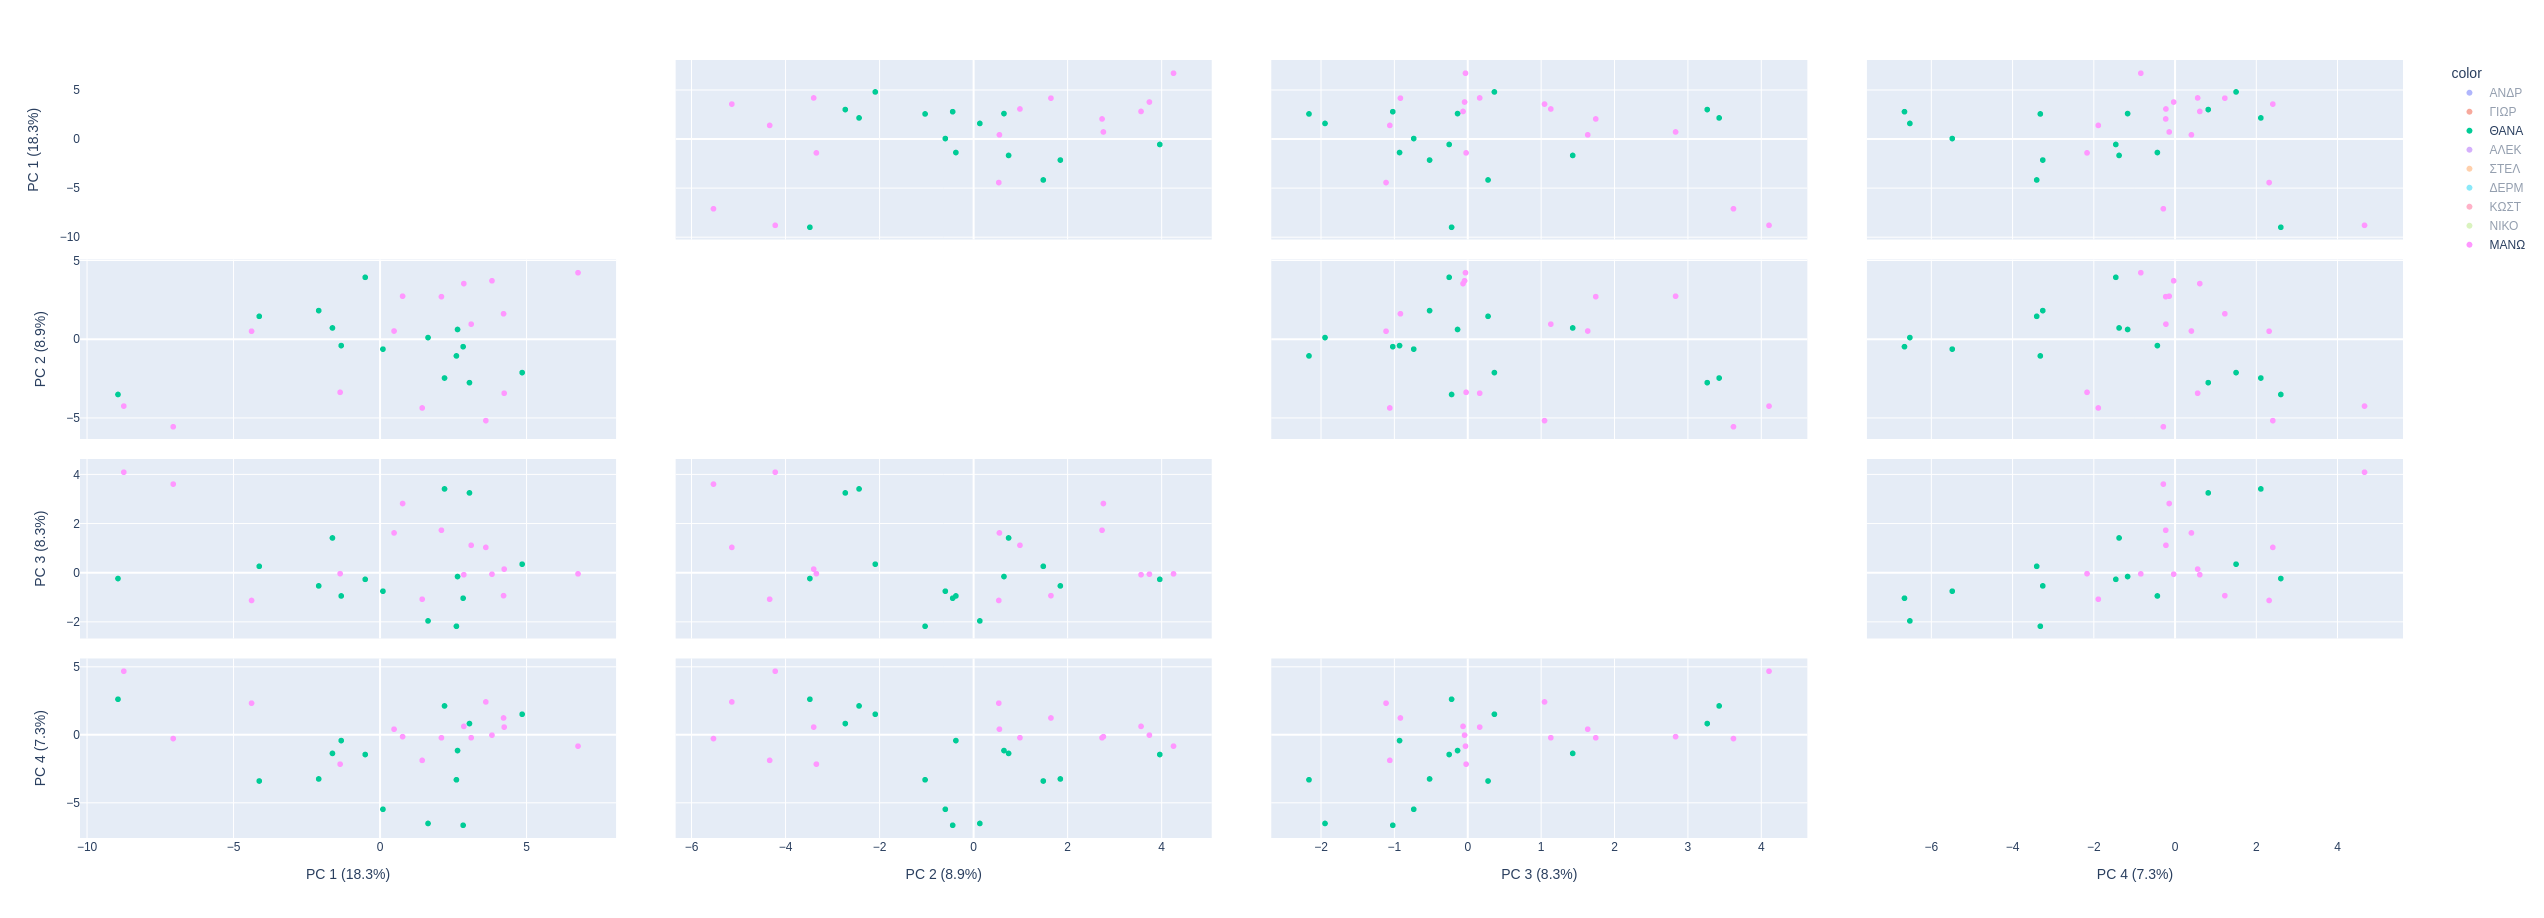 color
ΑΝΔΡ
ΓΙΩΡ
ΘΑΝΑ
ΑΛΕΚ
ΣΤΕΛ
ΔΕΡΜ
ΚΩΣΤ
ΝΙΚΟ
ΜΑΝΩ
PC 1 (18.3%)
5
0
−5
−10
PC 2 (8.9%)
5
0
−5
PC 3 (8.3%)
4
2
0
−2
PC 4 (7.3%)
5
0
−5
−10 −5 0 5 −6 −4 −2 0 2 4 −2 −1 0 1 2 3 4 −6 −4 −2 0 2 4
PC 1 (18.3%) PC 2 (8.9%) PC 3 (8.3%) PC 4 (7.3%)